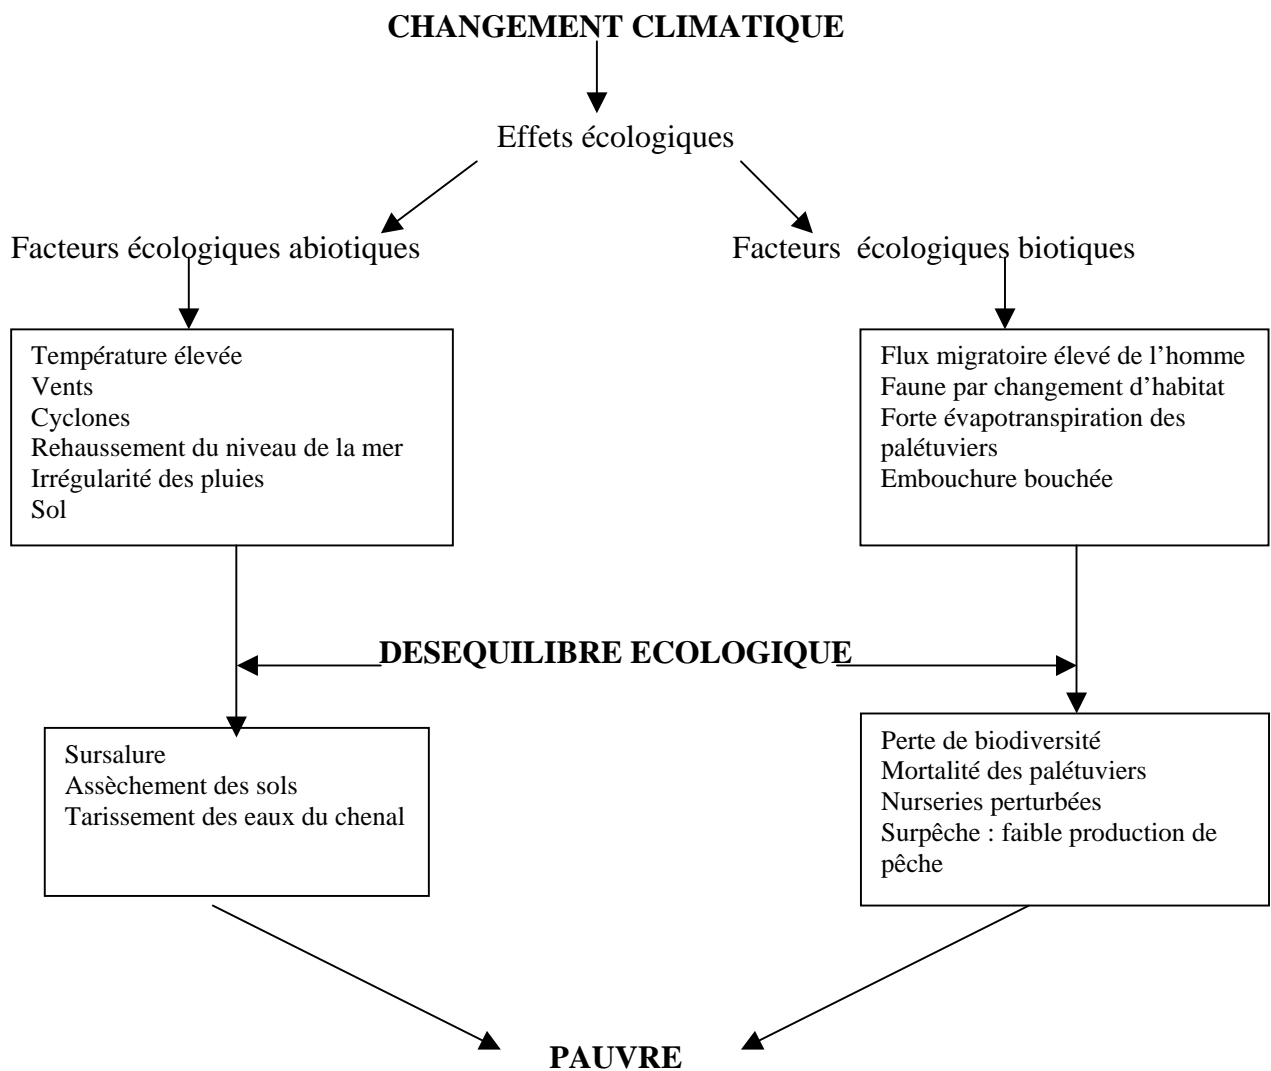 CHANGEMENT CLIMATIQUE
Effets écologiques
Facteurs écologiques abiotiques
Facteurs écologiques biotiques
Température élevée
Vents
Cyclones
Rehaussement du niveau de la mer
Irrégularité des pluies
Sol
Flux migratoire élevé de l’homme
Faune par changement d’habitat
Forte évapotranspiration des
palétuviers
Embouchure bouchée
DESEQUILIBRE ECOLOGIQUE
Sursalure
Assèchement des sols
Tarissement des eaux du chenal
Perte de biodiversité
Mortalité des palétuviers
Nurseries perturbées
Surpêche : faible production de
pêche
PAUVRE